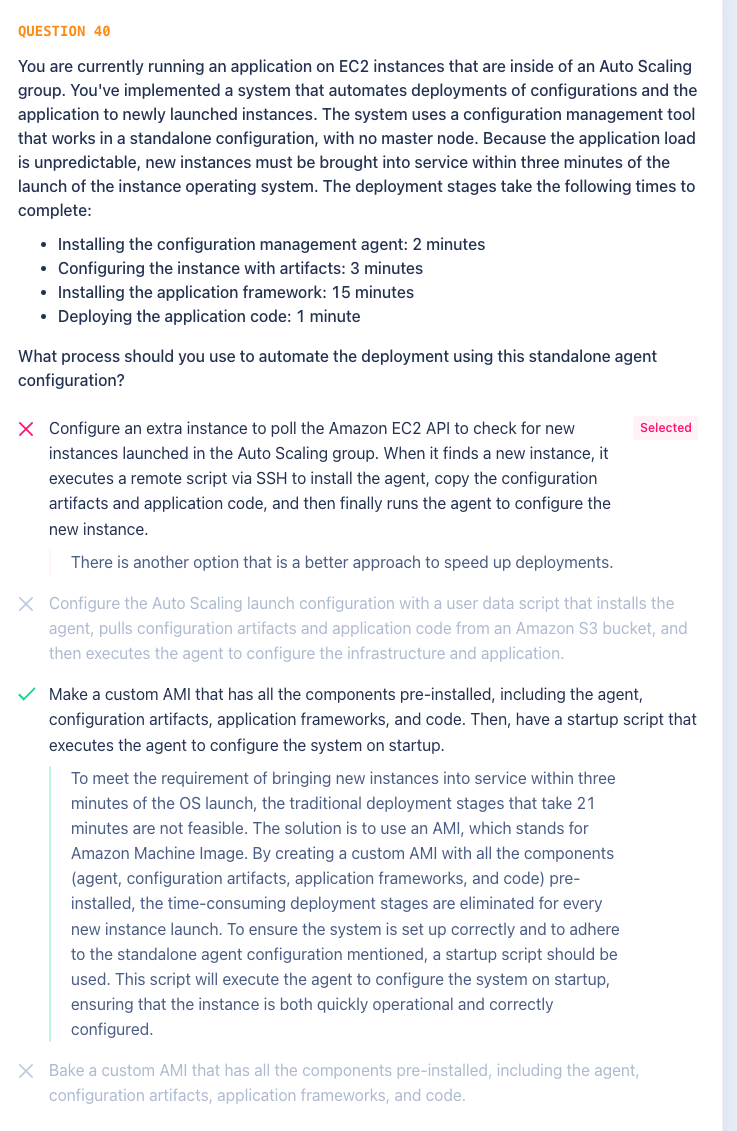 QUESTION 40
You are currently running an application on EC2 instances that are inside of an Auto Scaling
group. You've implemented a system that automates deployments of configurations and the
application to newly launched instances. The system uses a configuration management tool
that works in a standalone configuration, with no master node. Because the application load
is unpredictable, new instances must be brought into service within three minutes of the
launch of the instance operating system. The deployment stages take the following times to
complete:
• Installing the configuration management agent: 2 minutes
• Configuring the instance with artifacts: 3 minutes
• Installing the application framework: 15 minutes
• Deploying the application code: 1 minute
What process should you use to automate the deployment using this standalone agent
configuration?
Configure an extra instance to poll the Amazon EC2 API to check for new
Selected
instances launched in the Auto Scaling group. When it finds a new instance, it
executes a remote script via SSH to install the agent, copy the configuration
artifacts and application code, and then finally runs the agent to configure the
new instance.
There is another option that is a better approach to speed up deployments.
Configure the Auto Scaling launch configuration with a user data script that installs the
agent, pulls configuration artifacts and application code from an Amazon S3 bucket, and
then executes the agent to configure the infrastructure and application.
Make a custom AMI that has all the components pre-installed, including the agent,
configuration artifacts, application frameworks, and code. Then, have a startup script that
executes the agent to configure the system on startup.
To meet the requirement of bringing new instances into service within three
minutes of the OS launch, the traditional deployment stages that take 21
minutes are not feasible. The solution is to use an AMI, which stands for
Amazon Machine Image. By creating a custom AMI with all the components
(agent, configuration artifacts, application frameworks, and code) pre-
installed, the time-consuming deployment stages are eliminated for every
new instance launch. To ensure the system is set up correctly and to adhere
to the standalone agent configuration mentioned, a startup script should be
used. This script will execute the agent to configure the system on startup,
ensuring that the instance is both quickly operational and correctly
configured.
Bake a custom AMI that has all the components pre-installed, including the agent,
configuration artifacts, application frameworks, and code.